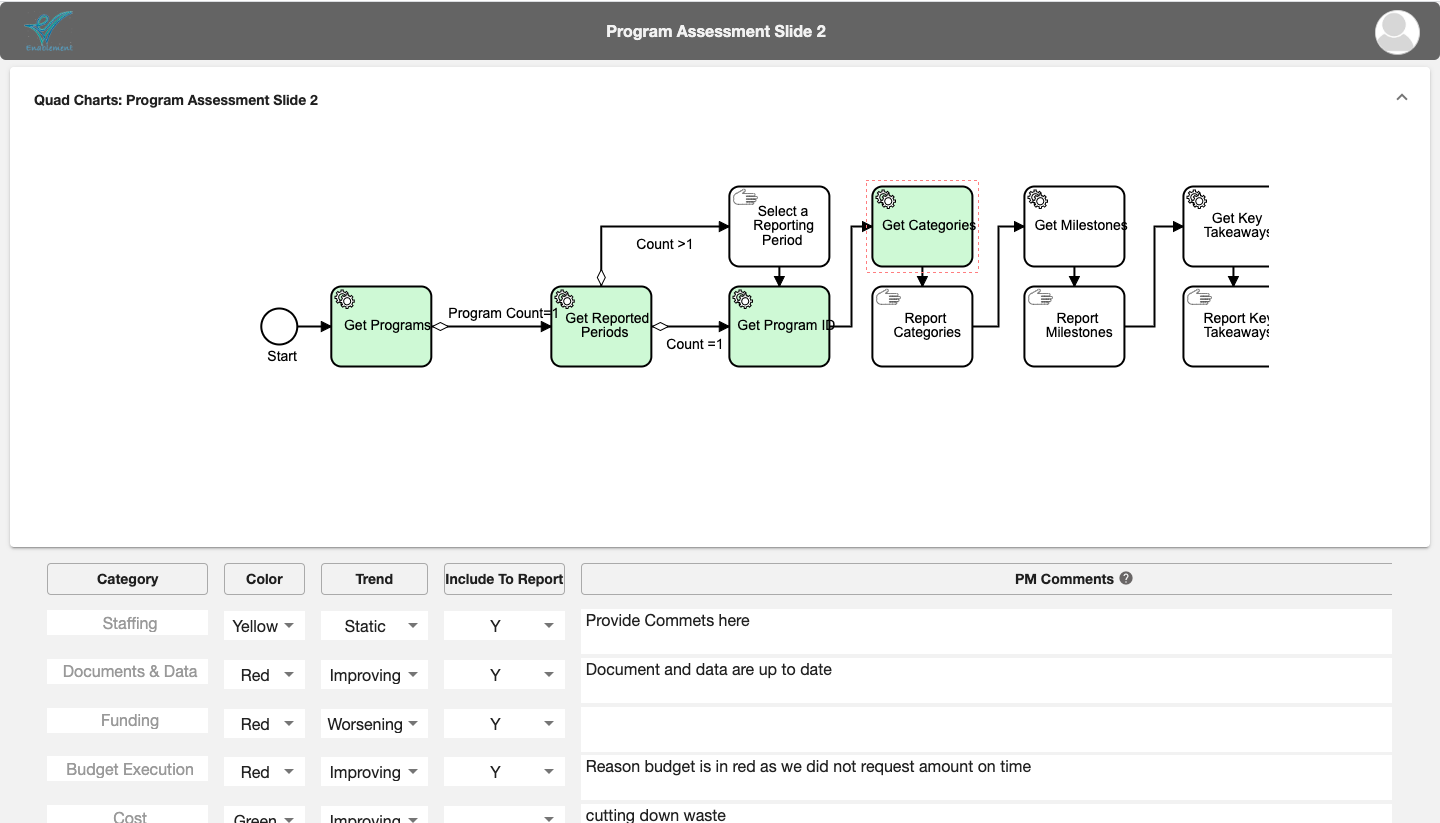 Enablement
Program Assessment Slide 2
Quad Charts: Program Assessment Slide 2
Select a
Reporting
Period
Get Categories
Get Milestones
Get Key
Takeaways
Count >1
Start
Get Programs
Program Count=1
Get Reported
Periods
Count =1
Get Program ID
Report
Categories
Report
Milestones
Report Key
Takeaways
Category Color Trend Include To Report PM Comments ?
Staffing Yellow Static Y Provide Commets here
Documents & Data Red Improving Y Document and data are up to date
Funding Red Worsening Y
Budget Execution Red Improving Y Reason budget is in red as we did not request amount on time
Cost Green Improving cutting down waste